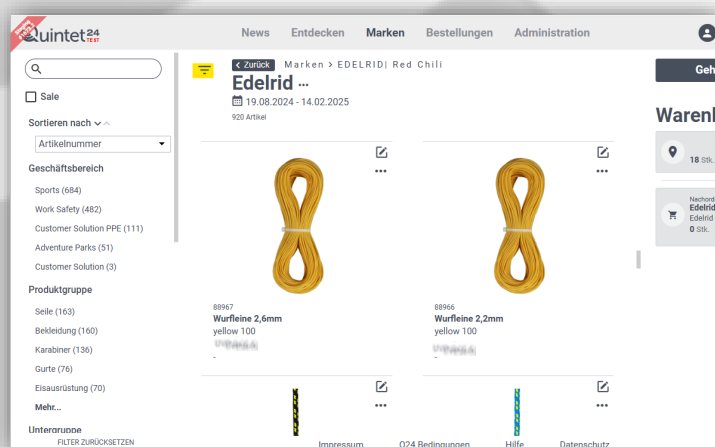 Quintet24
TEST
News Entdecken Marken Bestellungen Administration
Sale
Sortieren nach
Artikelnummer
Geschäftsbereich
Sports (684)
Work Safety (482)
Customer Solution PPE (111)
Adventure Parks (51)
Customer Solution (3)
Produktgruppe
Seile (163)
Bekleidung (160)
Karabiner (136)
Gurte (76)
Eisausrüstung (70)
Mehr...
Untergruppe
FILTER ZURÜCKSETZEN
< Zurück Marken > EDELRID| Red Chili
Edelrid ...
19.08.2024 - 14.02.2025
920 Artikel
88967
Wurfleine 2,6mm
yellow 100
-
88966
Wurfleine 2,2mm
yellow 100
-
Impressum Q24 Bedingungen Hilfe Datenschutz
Geh
Warenk
18 Stk.
Nachord
Edelrid
Edelrid
0 Stk.